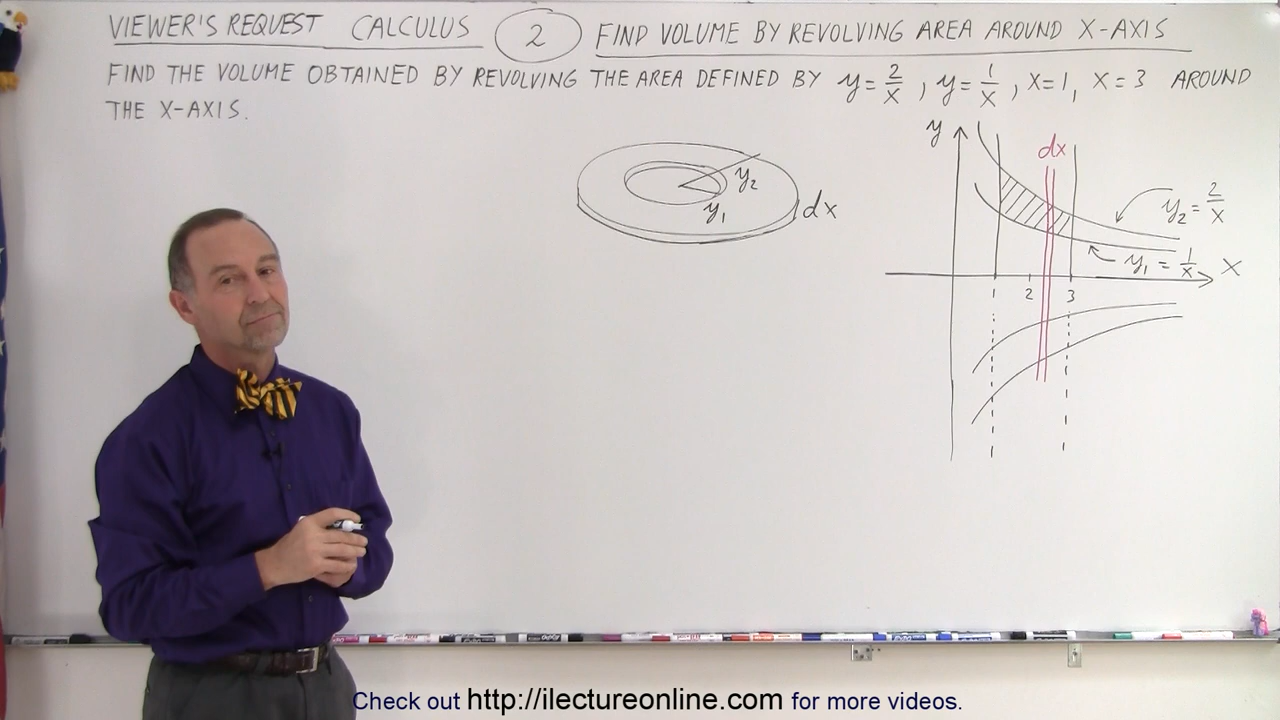 VIEWER'S REQUEST CALCULUS 2 FIND VOLUME BY REVOLVING AREA AROUND X-AXIS
FIND THE VOLUME OBTAINED BY REVOLVING THE AREA DEFINED BY y=2/x, y=1/x, x=1, x=3 AROUND
THE X-AXIS.
y
dx
y₂
y₁
dx
y₂=2/x
y₁=1/x
X
1 2 3
Check out http://ilectureonline.com for more videos.